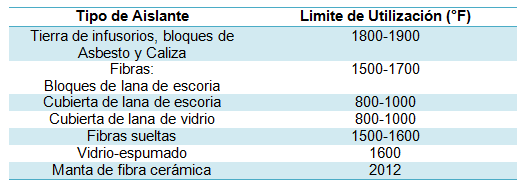 Tipo de Aislante Limite de Utilización (°F)
Tierra de infusorios, bloques de 1800-1900
Asbesto y Caliza
Fibras: 1500-1700
Bloques de lana de escoria
Cubierta de lana de escoria 800-1000
Cubierta de lana de vidrio 800-1000
Fibras sueltas 1500-1600
Vidrio-espumado 1600
Manta de fibra cerámica 2012